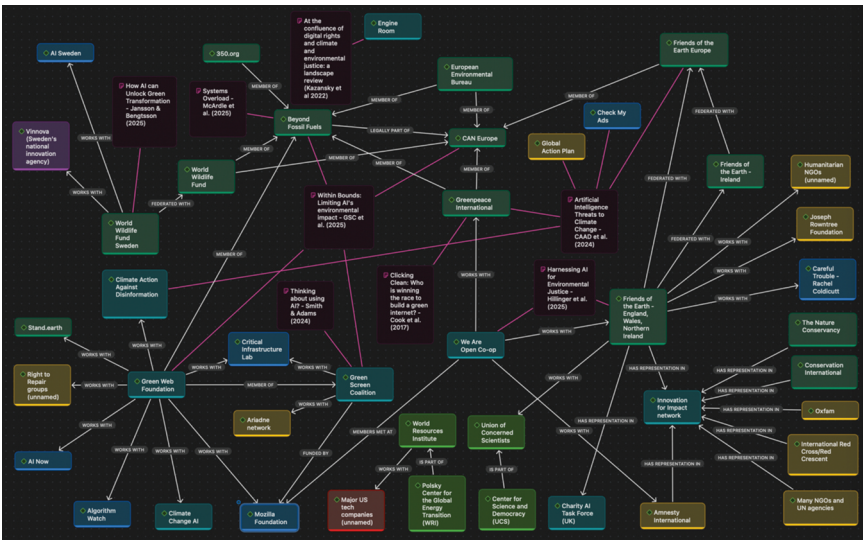 AI Sweden
350.org
At the
confluence of
digital rights
and climate
and
environmental
justice: a
landscape
review
(Kazansky et
al 2022)
Engine
Room
European
Environmental
Bureau
Friends of the
Earth Europe
How AI can
Unlock Green
Transformation
- Jansson &
Bengtsson
(2025)
Systems
Overload -
McArdle et
al. (2025)
MEMBER OF
MEMBER OF
MEMBER OF
MEMBER OF
Vinnova
(Sweden's
national
innovation
agency)
WORKS WITH
Beyond
Fossil Fuels
LEGALLY PART OF
CAN Europe
Check My
Ads
Global
Action Plan
FEDERATED WITH
MEMBER OF
MEMBER OF
MEMBER OF
MEMBER OF
World
Wildlife
Fund
Friends of
the Earth -
Ireland
Humanitarian
NGOs
(unnamed)
WORKS WITH
FEDERATED WITH
FEDERATED WITH
World
Wildlife
Fund
Sweden
Within Bounds:
Limiting AI's
environmental
impact - GSC et
al. (2025)
Greenpeace
International
Artificial
Intelligence
Threats to
Climate
Change -
CAAD et al.
(2024)
FEDERATED WITH
WORKS WITH
Joseph
Rowntree
Foundation
MEMBER OF
WORKS WITH
Climate Action
Against
Disinformation
Thinking
about using
AI? - Smith
& Adams
(2024)
Clicking
Clean: Who
is winning
the race to
build a green
internet? -
Cook et al.
(2017)
WORKS WITH
Harnessing AI
for
Environmental
Justice -
Hillinger et
al. (2025)
Friends of
the Earth -
England,
Wales,
Northern
Ireland
WORKS WITH
Careful
Trouble -
Rachel
Coldicutt
Stand.earth
WORKS WITH
WORKS WITH
Critical
Infrastructure
Lab
We Are
Open Co-op
WORKS WITH
The Nature
Conservancy
Right to
Repair
groups
(unnamed)
WORKS WITH
Green Web
Foundation
WORKS WITH
WORKS WITH
MEMBER OF
Green
Screen
Coalition
HAS REPRESENTATION IN
HAS REPRESENTATION IN
Conservation
International
WORKS WITH
WORKS WITH
Ariadne
network
MEMBERS MET AT
World
Resources
Institute
Union of
Concerned
Scientists
HAS REPRESENTATION IN
Innovation
for Impact
network
HAS REPRESENTATION IN
HAS REPRESENTATION IN
Oxfam
WORKS WITH
AI Now
WORKS WITH
WORKS WITH
WORKS WITH
FUNDED BY
WORKS WITH
IS PART OF
IS PART OF
WORKS WITH
HAS REPRESENTATION IN
HAS REPRESENTATION IN
HAS REPRESENTATION IN
International Red
Cross/Red
Crescent
Algorithm
Watch
Climate
Change AI
Mozilla
Foundation
Major US
tech
companies
(unnamed)
Polsky
Center for
the Global
Energy
Transition
(WRI)
Center for
Science and
Democracy
(UCS)
Charity AI
Task Force
(UK)
Amnesty
International
Many NGOs and
UN agencies